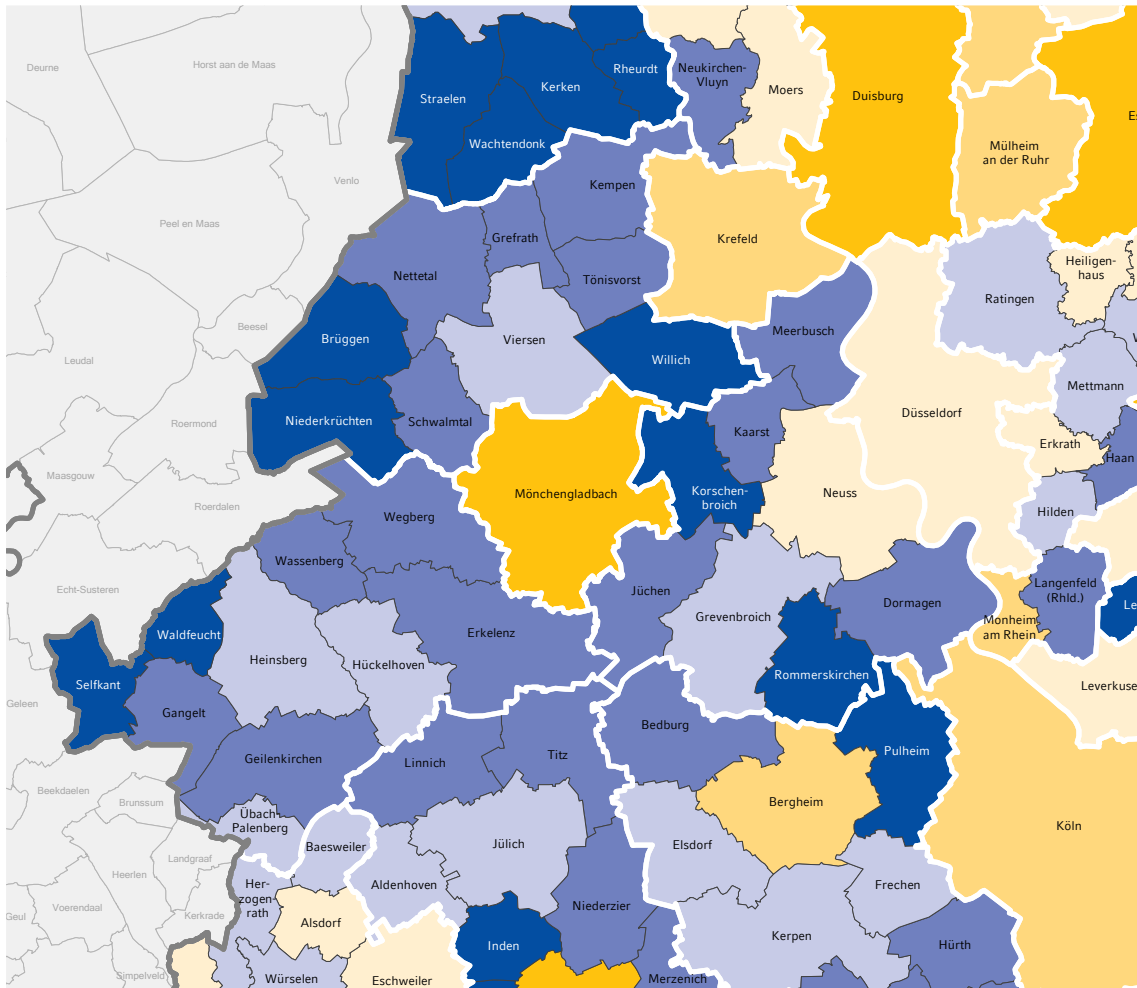 Deurne
Horst aan de Maas
Venlo
Peel en Maas
Beesel
Leudal
Roermond
Maasgouw
Roerdalen
Echt-Susteren
Geleen
Beekdaelen
Brunssum
Landgraaf
Heerlen
Voerendaal
Kerkrade
Geul
Simpelveld
Straelen
Kerken
Rheurdt
Wachtendonk
Neukirchen-
Vluyn
Moers
Duisburg
Es
Mülheim
an der Ruhr
Kempen
Krefeld
Grefrath
Nettetal
Tönisvorst
Heiligen-
haus
Ratingen
Brüggen
Viersen
Willich
Meerbusch
Mettmann
Niederkrüchten
Schwalmtal
Kaarst
Düsseldorf
Erkrath
Haan
Mönchengladbach
Korschen-
broich
Neuss
Hilden
Wegberg
Wassenberg
Jüchen
Dormagen
Langenfeld
(Rhld.)
Le
Monheim
am Rhein
Grevenbroich
Waldfeucht
Erkelenz
Heinsberg
Hückelhoven
Rommerskirchen
Selfkant
Gangelt
Leverkuse
Bedburg
Geilenkirchen
Linnich
Titz
Pulheim
Bergheim
Köln
Übach-
Palenberg
Baesweiler
Jülich
Elsdorf
Aldenhoven
Frechen
Her-
zogen-
rath
Alsdorf
Niederzier
Kerpen
Hürth
Inden
Würselen
Eschweiler
Merzenich